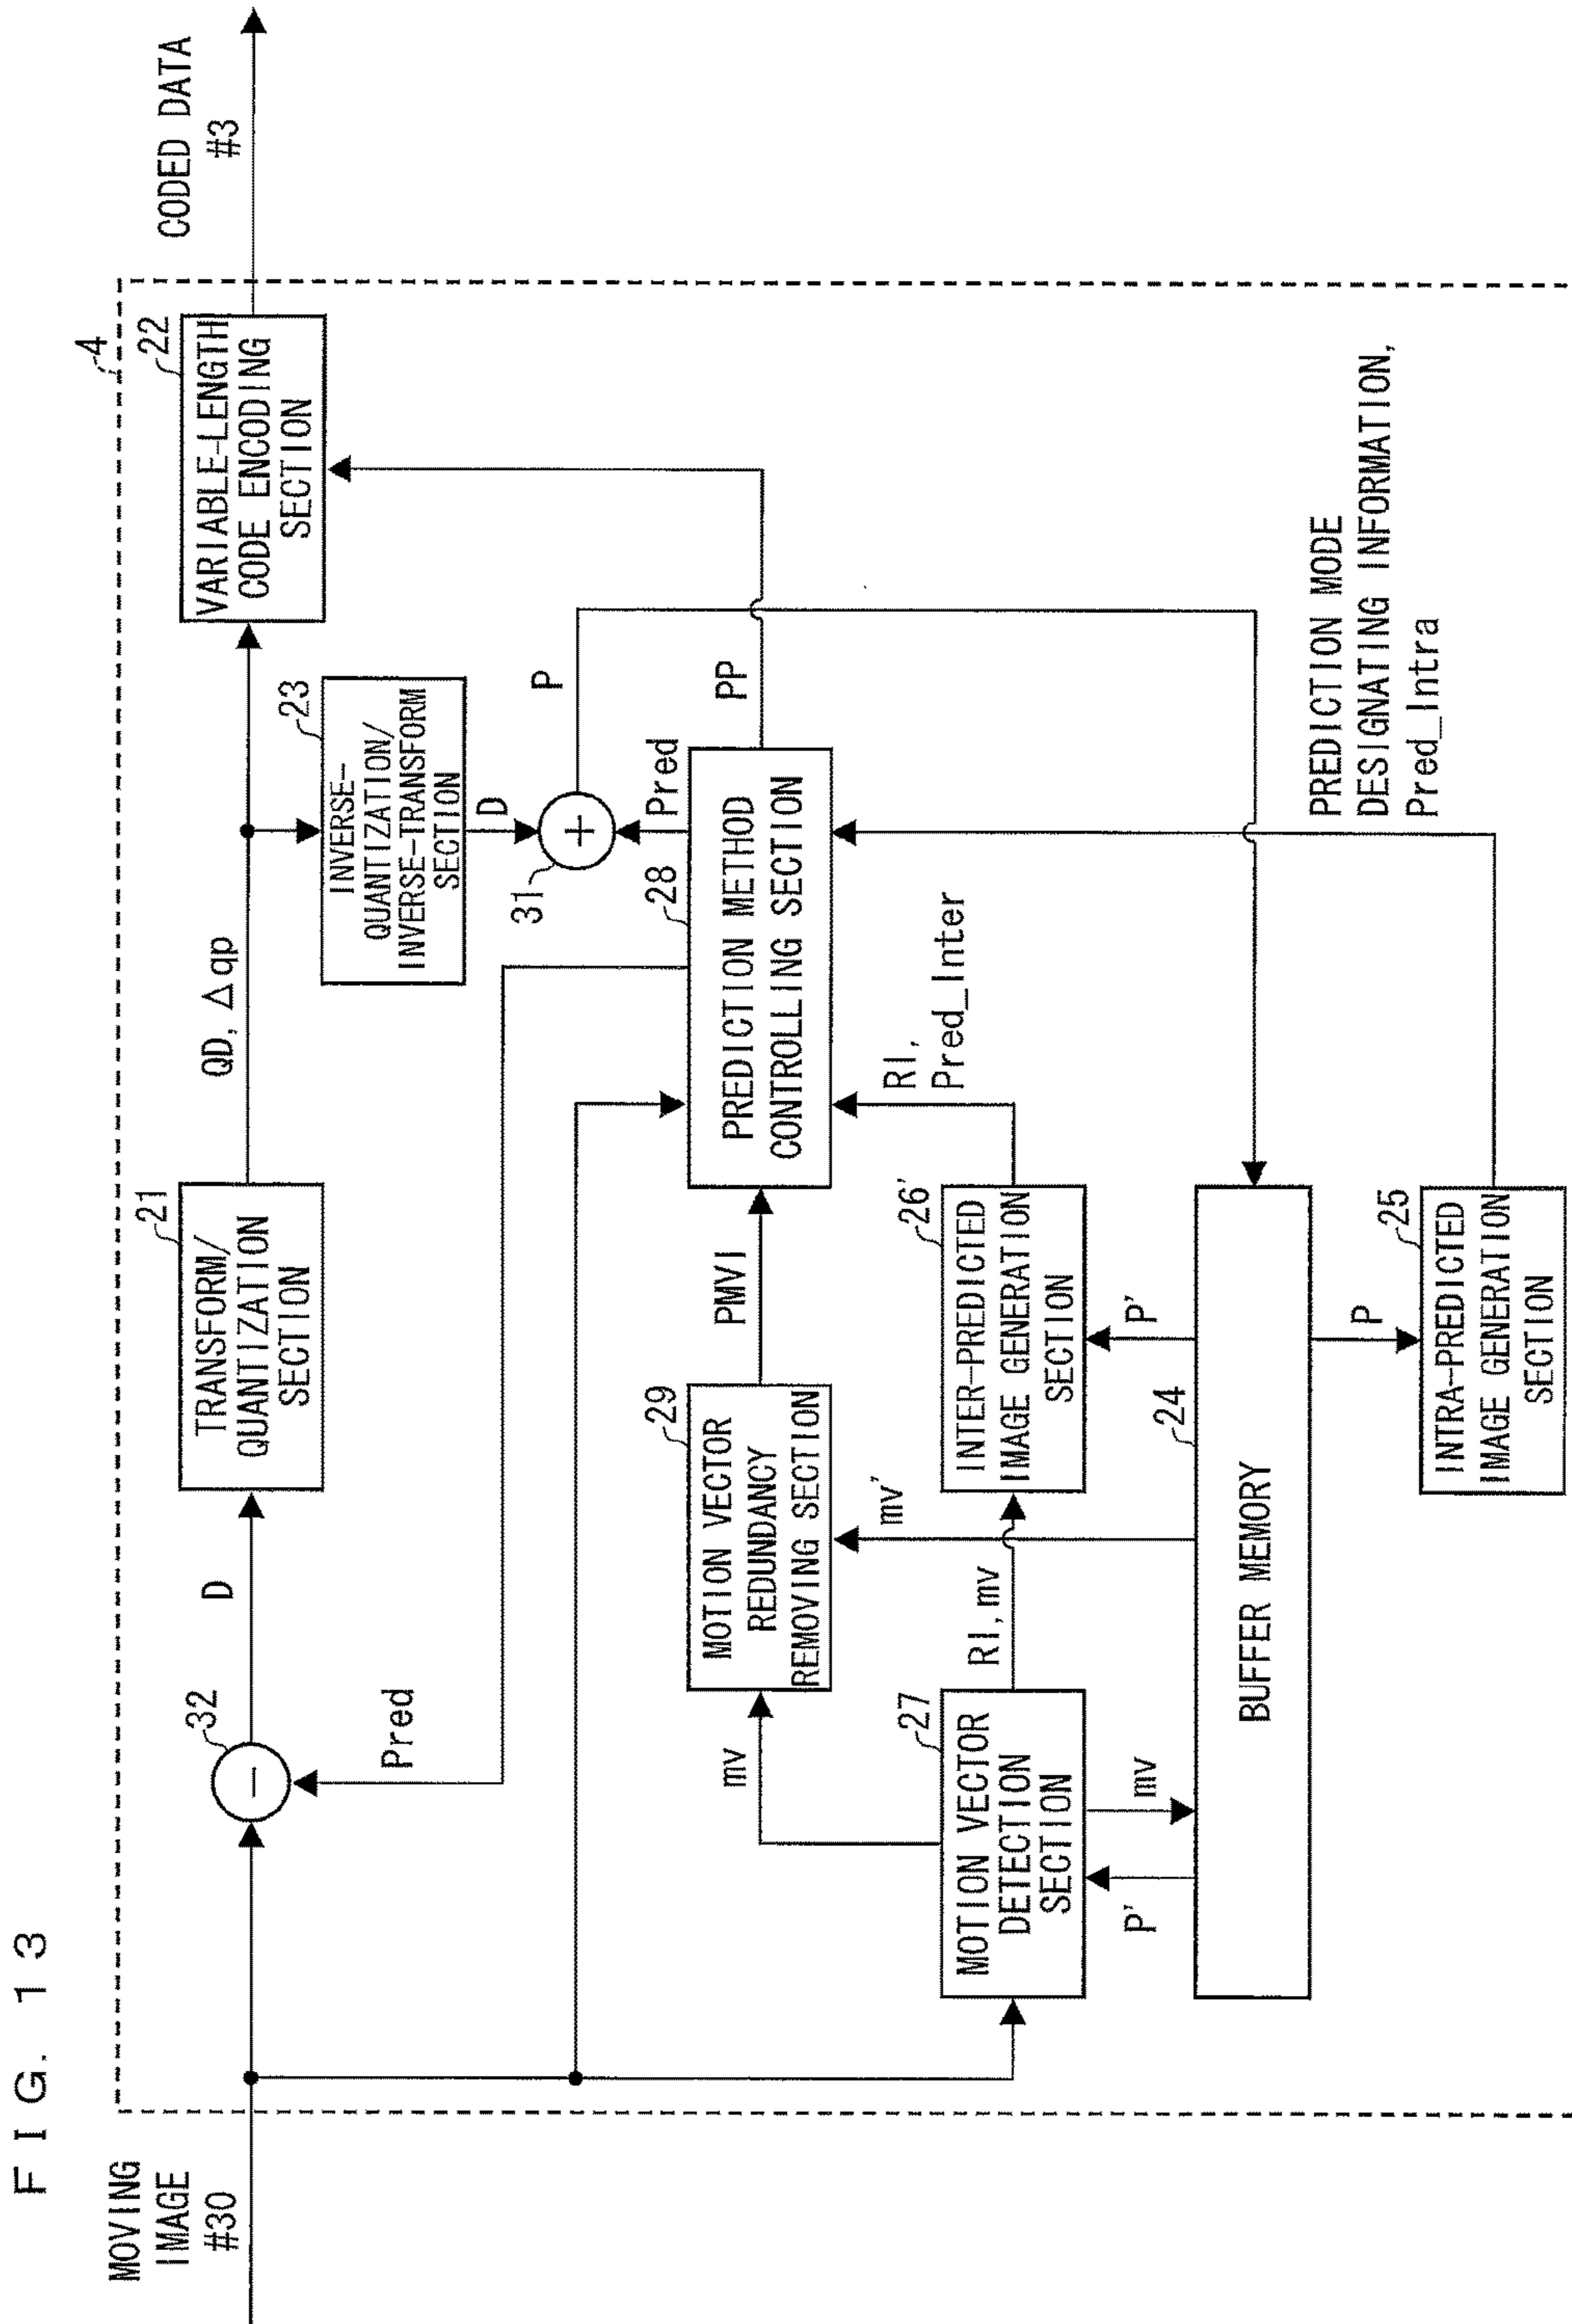 FIG. 13
MOVING
IMAGE
#30
CODED DATA
#3
4
32
D
21
TRANSFORM/
QUANTIZATION
SECTION
QD, Δqp
22
VARIABLE-LENGTH
CODE ENCODING
SECTION
Pred
23
INVERSE-
QUANTIZATION/
INVERSE-TRANSFORM
SECTION
D
31
+
-
P
Pred
28
PREDICTION METHOD
CONTROLLING SECTION
PP
mv
29
MOTION VECTOR
REDUNDANCY
REMOVING SECTION
PMVI
mv'
RI,
Pred_Inter
27
MOTION VECTOR
DETECTION
SECTION
RI, mv
26'
INTER-PREDICTED
IMAGE GENERATION
SECTION
P'
mv
P'
24
BUFFER MEMORY
P
25
INTRA-PREDICTED
IMAGE GENERATION
SECTION
PREDICTION MODE
DESIGNATING INFORMATION,
Pred_Intra